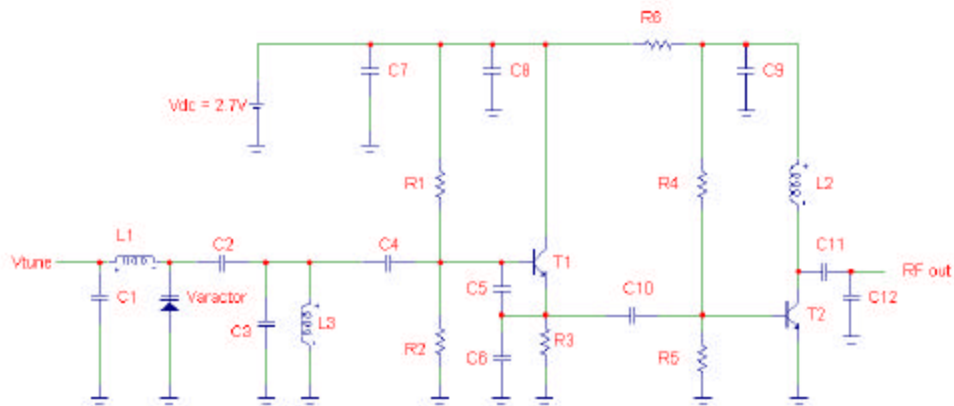 R6
C7
C8
C9
Vdc = 2.7V
R1
R4
L2
L1
C2
C4
C11
Vtune
T1
RF out
C5
C10
C1
Varactor
C12
L3
T2
C3
R2
R3
C6
R5